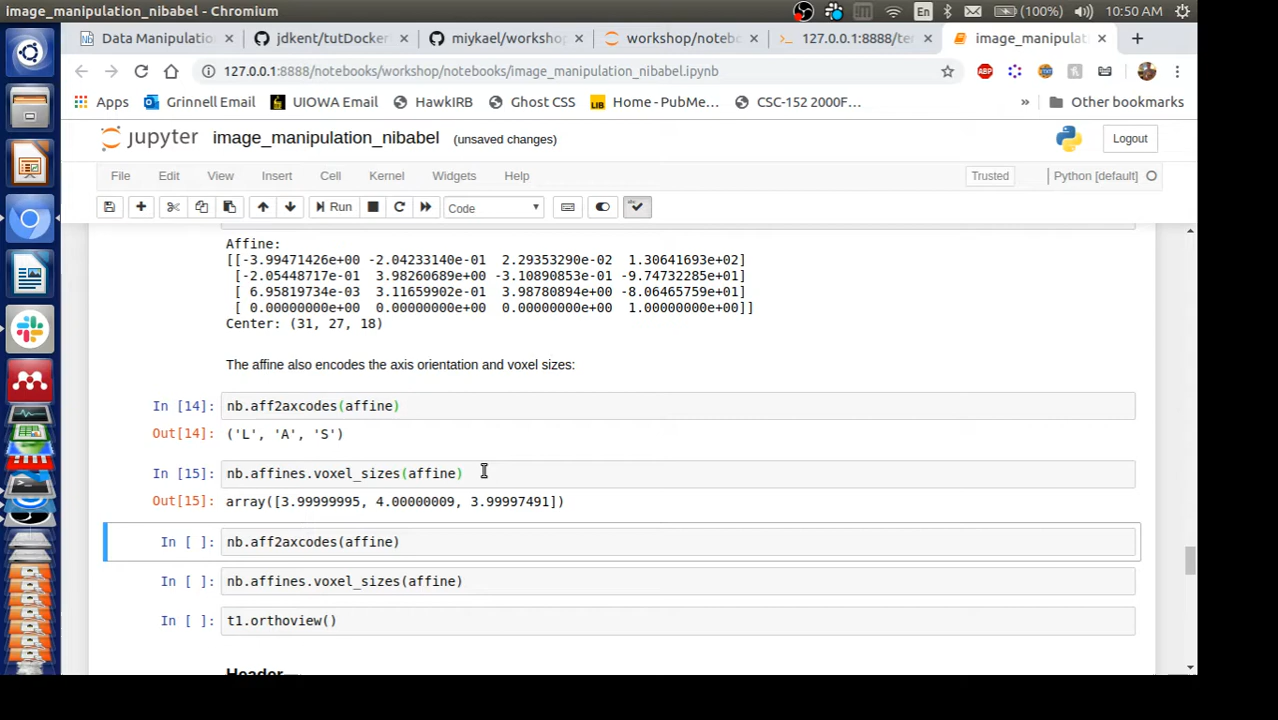 image_manipulation_nibabel - Chromium
En
(100%)
10:50 AM
Data Manipulatio
jdkent/tutDocker
miykael/workshop
workshop/noteb
127.0.0.1:8888/te
image_manipulati
127.0.0.1:8888/notebooks/workshop/notebooks/image_manipulation_nibabel.ipynb
ABP
Apps
Grinnell Email
UIOWA Email
HawkIRB
Ghost CSS
LIB
Home - PubMe...
CSC-152 2000F...
»
Other bookmarks
jupyter
image_manipulation_nibabel
(unsaved changes)
Logout
File
Edit
View
Insert
Cell
Kernel
Widgets
Help
Trusted
Python [default]
Run
Code
Affine:
[[-3.99471426e+00 -2.04233140e-01 2.29353290e-02 1.30641693e+02]
[-2.05448717e-01 3.98260689e+00 -3.10890853e-01 -9.74732285e+01]
[ 6.95819734e-03 3.11659902e-01 3.98780894e+00 -8.06465759e+01]
[ 0.00000000e+00 0.00000000e+00 0.00000000e+00 1.00000000e+00]]
Center: (31, 27, 18)
The affine also encodes the axis orientation and voxel sizes:
In [14]: nb.aff2axcodes(affine)
Out[14]: ('L', 'A', 'S')
In [15]: nb.affines.voxel_sizes(affine)
Out[15]: array([3.99999995, 4.00000009, 3.99997491])
In [ ]: nb.aff2axcodes(affine)
In [ ]: nb.affines.voxel_sizes(affine)
In [ ]: t1.orthoview()
Header